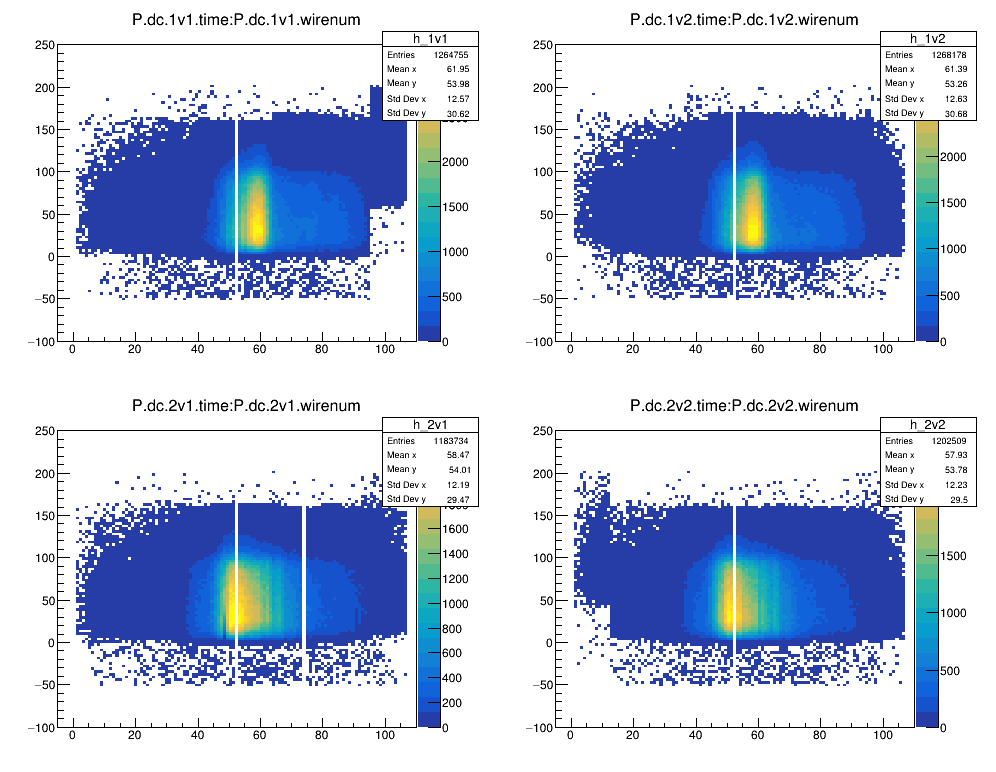 P.dc.1v1.time:P.dc.1v1.wirenum
h_1v1
Entries 1264755
Mean x 61.95
Mean y 53.98
Std Dev x 12.57
Std Dev y 30.62
250
200
150
100
50
0
−50
−100
0 20 40 60 80 100
2000
1500
1000
500
0
P.dc.1v2.time:P.dc.1v2.wirenum
h_1v2
Entries 1268178
Mean x 61.39
Mean y 53.26
Std Dev x 12.63
Std Dev y 30.68
250
200
150
100
50
0
−50
−100
0 20 40 60 80 100
2000
1500
1000
500
0
P.dc.2v1.time:P.dc.2v1.wirenum
h_2v1
Entries 1183734
Mean x 58.47
Mean y 54.01
Std Dev x 12.19
Std Dev y 29.47
250
200
150
100
50
0
−50
−100
0 20 40 60 80 100
1600
1400
1200
1000
800
600
400
200
0
P.dc.2v2.time:P.dc.2v2.wirenum
h_2v2
Entries 1202509
Mean x 57.93
Mean y 53.78
Std Dev x 12.23
Std Dev y 29.5
250
200
150
100
50
0
−50
−100
0 20 40 60 80 100
1500
1000
500
0